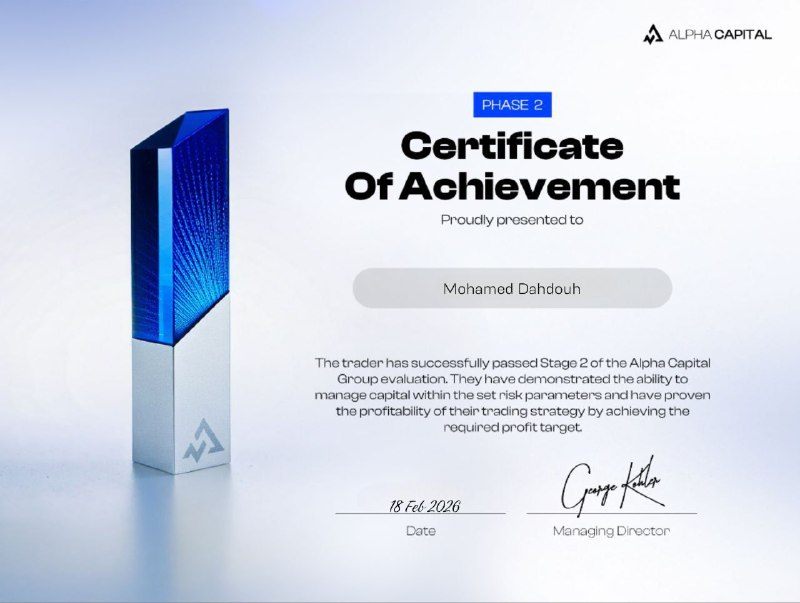 ALPHA CAPITAL
PHASE 2
Certificate
Of Achievement
Proudly presented to
Mohamed Dahdouh
The trader has successfully passed Stage 2 of the Alpha Capital
Group evaluation. They have demonstrated the ability to
manage capital within the set risk parameters and have proven
the profitability of their trading strategy by achieving the
required profit target.
18 Feb 2026
George Kohler
Date
Managing Director